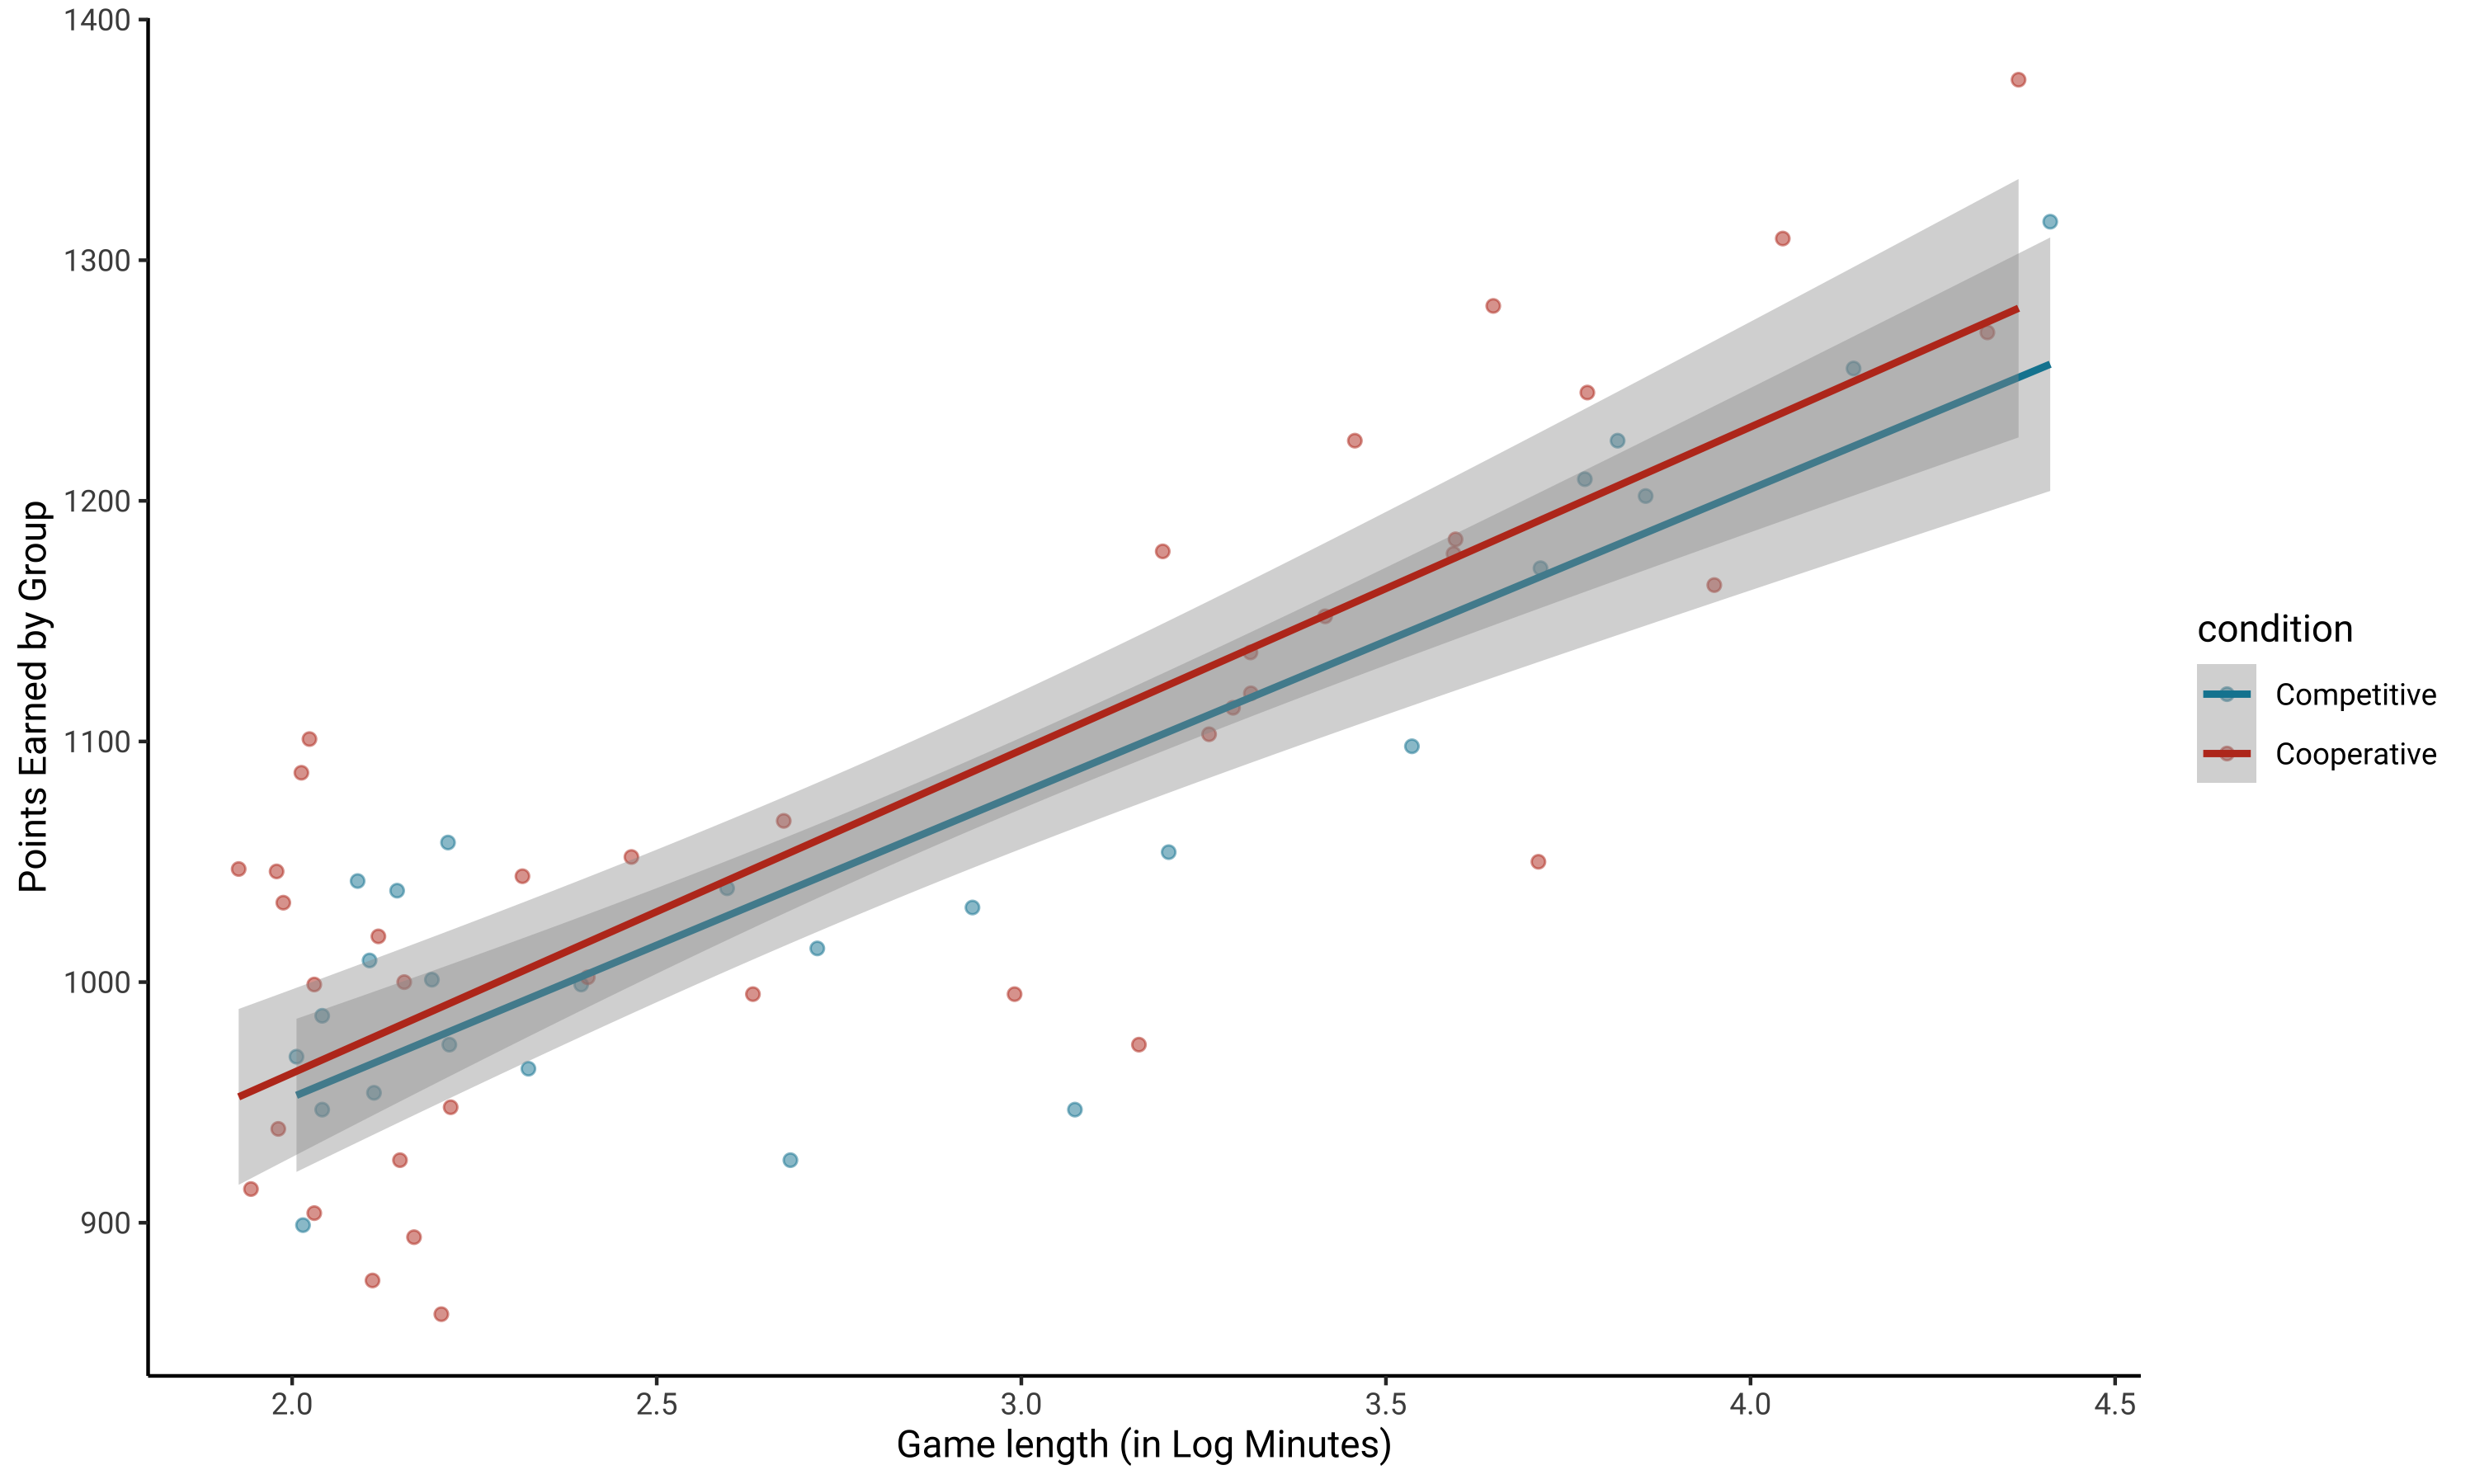 1400
1300
1200
1100
1000
900
Points Earned by Group
2.0 2.5 3.0 3.5 4.0 4.5
Game length (in Log Minutes)
condition
Competitive
Cooperative